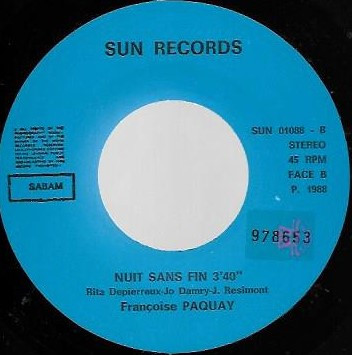 SUN RECORDS
SUN 01088 - B
STEREO
45 RPM
FACE B
P. 1988
SABAM
978653
NUIT SANS FIN 3'40"
Rita Depierreux-Jo Damry-J. Resimont
Françoise PAQUAY